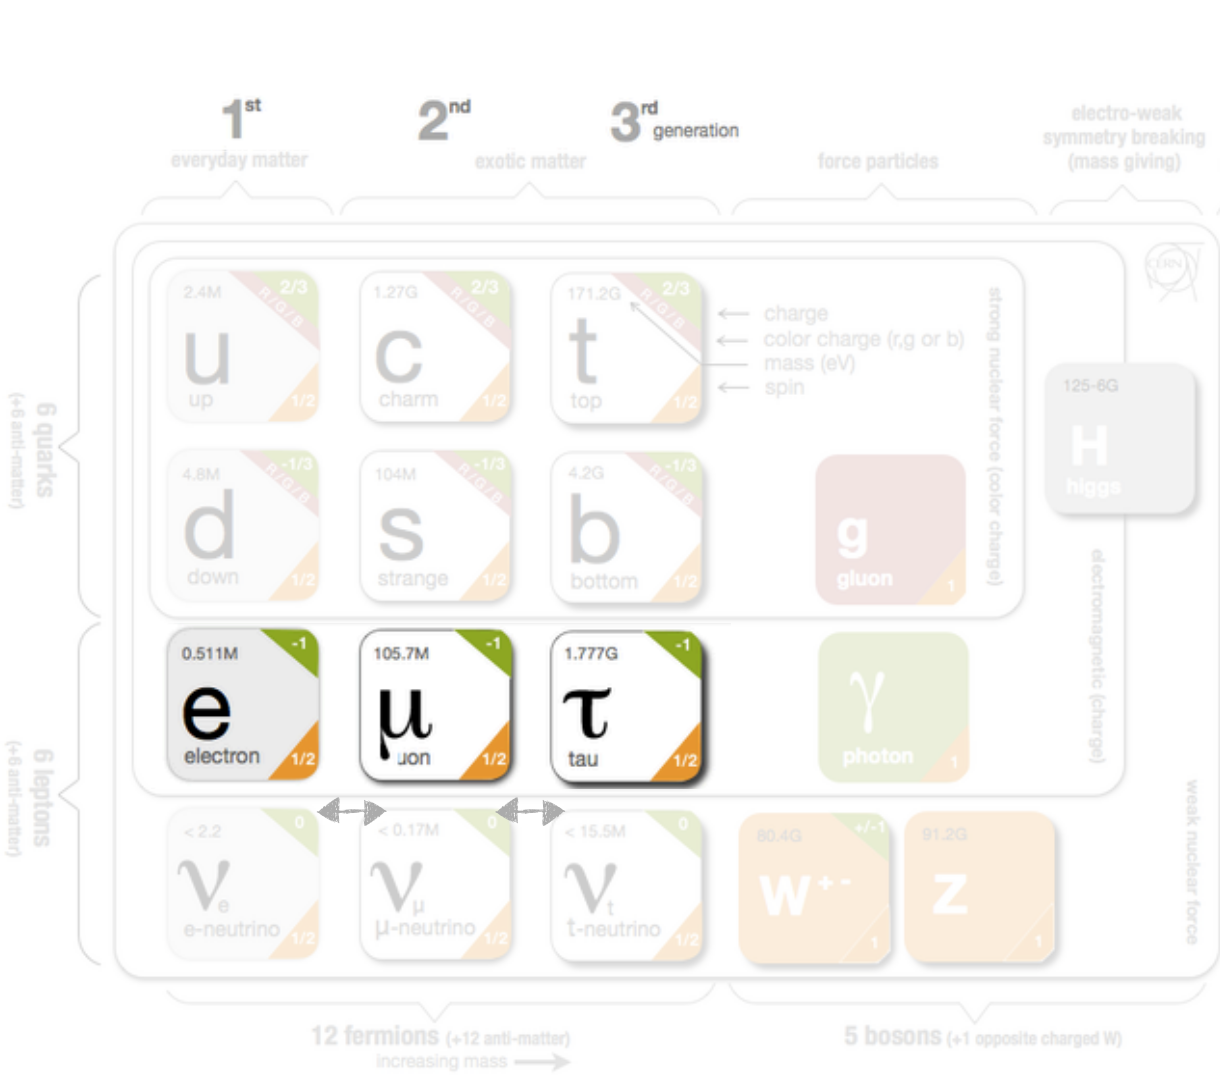 1st
2nd
3rd generation
everyday matter
exotic matter
force particles
electro-weak
symmetry breaking
(mass giving)
CERN
6 quarks
(+6 anti-matter)
2.4M
2/3
R/G/B
u
up
1/2
1.27G
2/3
R/G/B
c
charm
1/2
171.2G
2/3
R/G/B
t
top
1/2
charge
color charge (r,g or b)
mass (eV)
spin
strong nuclear force (color charge)
125-6G
H
higgs
4.8M
-1/3
R/G/B
d
down
1/2
104M
-1/3
R/G/B
s
strange
1/2
4.2G
-1/3
R/G/B
b
bottom
1/2
g
gluon
1
electromagnetic (charge)
6 leptons
(+6 anti-matter)
0.511M
-1
e
electron
1/2
105.7M
-1
μ
uon
1/2
1.777G
-1
τ
tau
1/2
γ
photon
1
weak nuclear force
< 2.2
0
νe
e-neutrino
1/2
< 0.17M
0
νμ
μ-neutrino
1/2
< 15.5M
0
νt
t-neutrino
1/2
80.4G
+/-1
W+-
1
91.2G
Z
1
12 fermions (+12 anti-matter)
increasing mass
5 bosons (+1 opposite charged W)